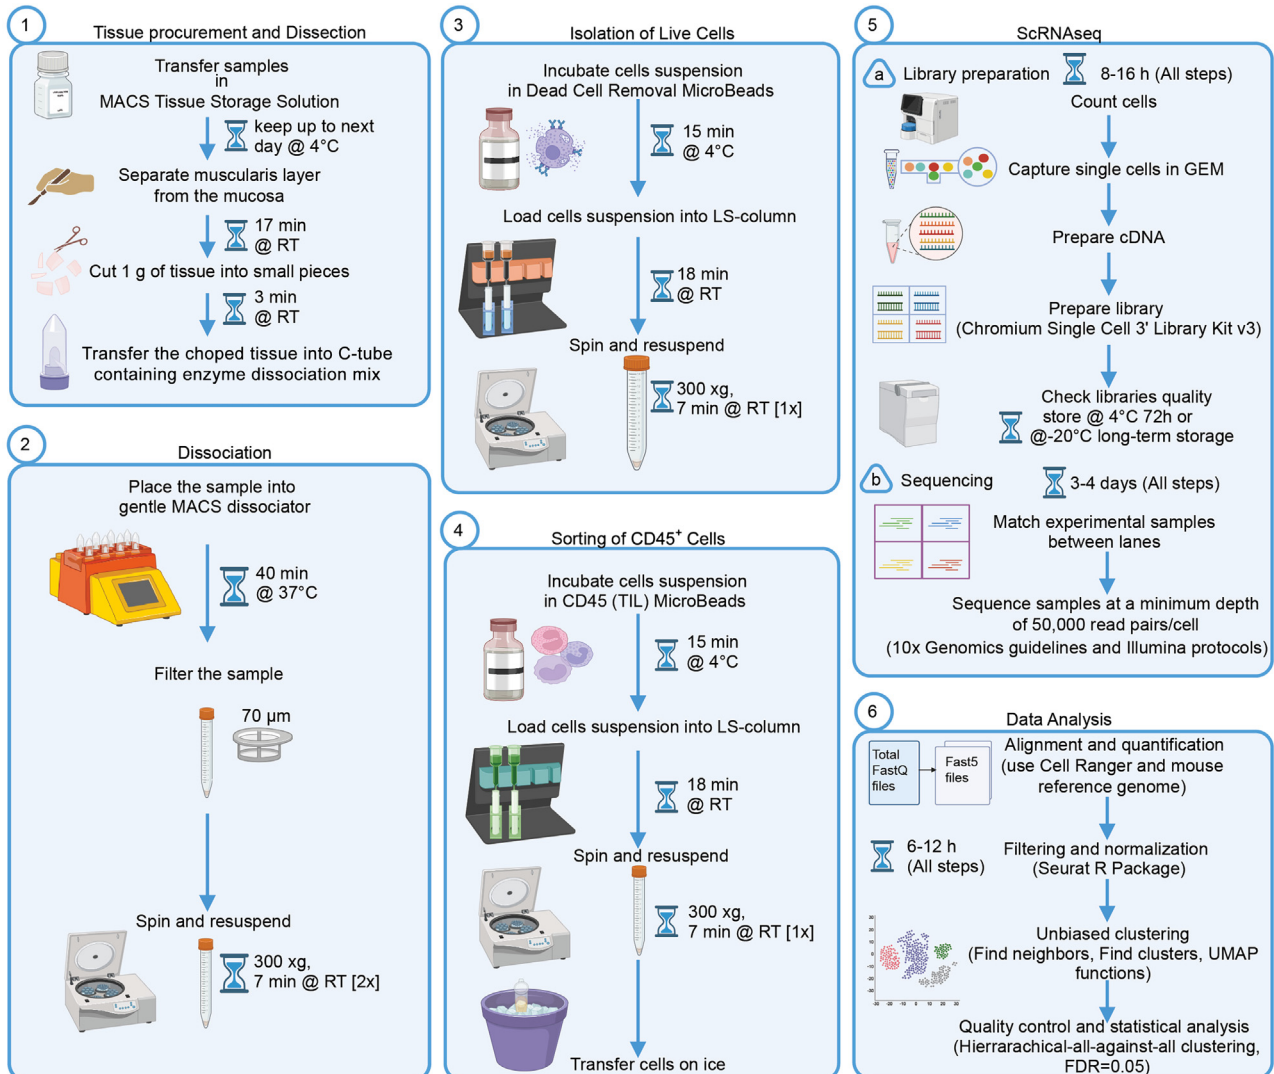 1
Tissue procurement and Dissection
Transfer samples
in
MACS Tissue Storage Solution
keep up to next
day @ 4°C
Separate muscularis layer
from the mucosa
17 min
@ RT
Cut 1 g of tissue into small pieces
3 min
@ RT
Transfer the choped tissue into C-tube
containing enzyme dissociation mix
2
Dissociation
Place the sample into
gentle MACS dissociator
40 min
@ 37°C
Filter the sample
70 µm
Spin and resuspend
300 xg,
7 min @ RT [2x]
3
Isolation of Live Cells
Incubate cells suspension
in Dead Cell Removal MicroBeads
15 min
@ 4°C
Load cells suspension into LS-column
18 min
@ RT
Spin and resuspend
300 xg,
7 min @ RT [1x]
4
Sorting of CD45⁺ Cells
Incubate cells suspension
in CD45 (TIL) MicroBeads
15 min
@ 4°C
Load cells suspension into LS-column
18 min
@ RT
Spin and resuspend
300 xg,
7 min @ RT [1x]
Transfer cells on ice
5
ScRNAseq
a Library preparation 8-16 h (All steps)
Count cells
Capture single cells in GEM
Prepare cDNA
Prepare library
(Chromium Single Cell 3' Library Kit v3)
Check libraries quality
store @ 4°C 72h or
@-20°C long-term storage
b Sequencing 3-4 days (All steps)
Match experimental samples
between lanes
Sequence samples at a minimum depth
of 50,000 read pairs/cell
(10x Genomics guidelines and Illumina protocols)
6
Data Analysis
Total
FastQ
files
Fast5
files
Alignment and quantification
(use Cell Ranger and mouse
reference genome)
6-12 h
(All steps)
Filtering and normalization
(Seurat R Package)
Unbiased clustering
(Find neighbors, Find clusters, UMAP
functions)
Quality control and statistical analysis
(Hierrarachical-all-against-all clustering,
FDR=0.05)